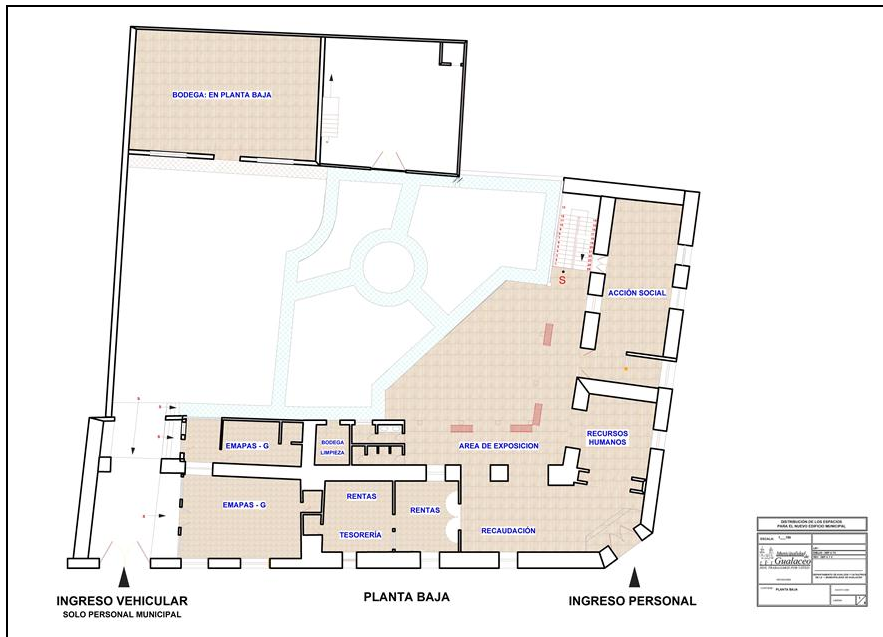 BODEGA: EN PLANTA BAJA
S
ACCIÓN SOCIAL
RECURSOS
HUMANOS
AREA DE EXPOSICION
EMAPAS - G
BODEGA
LIMPIEZA
EMAPAS - G
RENTAS
TESORERÍA
RENTAS
RECAUDACIÓN
INGRESO VEHICULAR
SOLO PERSONAL MUNICIPAL
PLANTA BAJA
INGRESO PERSONAL
DISTRIBUCIÓN DE LOS ESPACIOS
PARA EL NUEVO EDIFICIO MUNICIPAL
ESCALA:
Municipalidad
Gualaceo
PLANTA BAJA